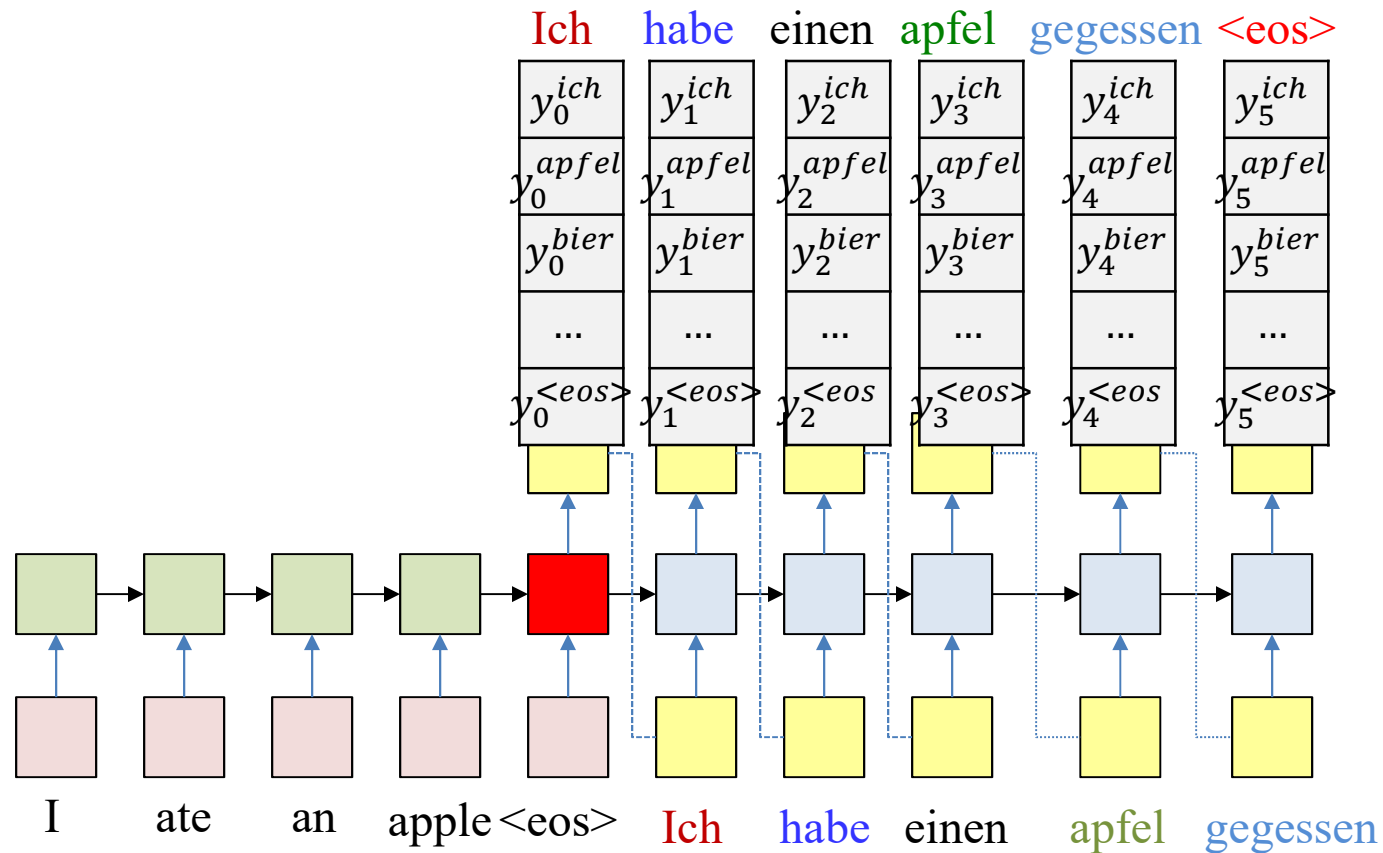 Ich habe einen apfel gegessen <eos>
y_0^{ich} y_1^{ich} y_2^{ich} y_3^{ich} y_4^{ich} y_5^{ich}
y_0^{apfel} y_1^{apfel} y_2^{apfel} y_3^{apfel} y_4^{apfel} y_5^{apfel}
y_0^{bier} y_1^{bier} y_2^{bier} y_3^{bier} y_4^{bier} y_5^{bier}
... ... ... ... ... ...
y_0^{<eos>} y_1^{<eos>} y_2^{<eos} y_3^{<eos>} y_4^{<eos} y_5^{<eos>}
I ate an apple <eos> Ich habe einen apfel gegessen